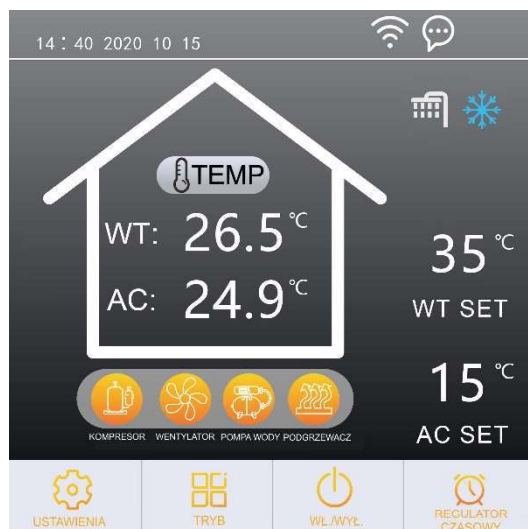 14:40 2020 10 15
TEMP
WT: 26.5 ℃
AC: 24.9 ℃
35 ℃
WT SET
15 ℃
AC SET
KOMPRESOR WENTYLATOR POMPA WODY PODGRZEWACZ
USTAWIENIA
TRYB
WŁ./WYŁ.
REGULATOR
CZASOWY